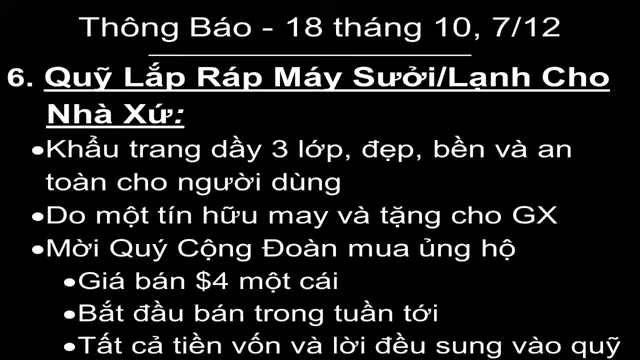 Thông Báo - 18 tháng 10, 7/12
6. Quỹ Lắp Ráp Máy Sưởi/Lạnh Cho
Nhà Xứ:
•Khẩu trang dầy 3 lớp, đẹp, bền và an
toàn cho người dùng
•Do một tín hữu may và tặng cho GX
•Mời Quý Cộng Đoàn mua ủng hộ
•Giá bán $4 một cái
•Bắt đầu bán trong tuần tới
•Tất cả tiền vốn và lời đều sung vào quỹ